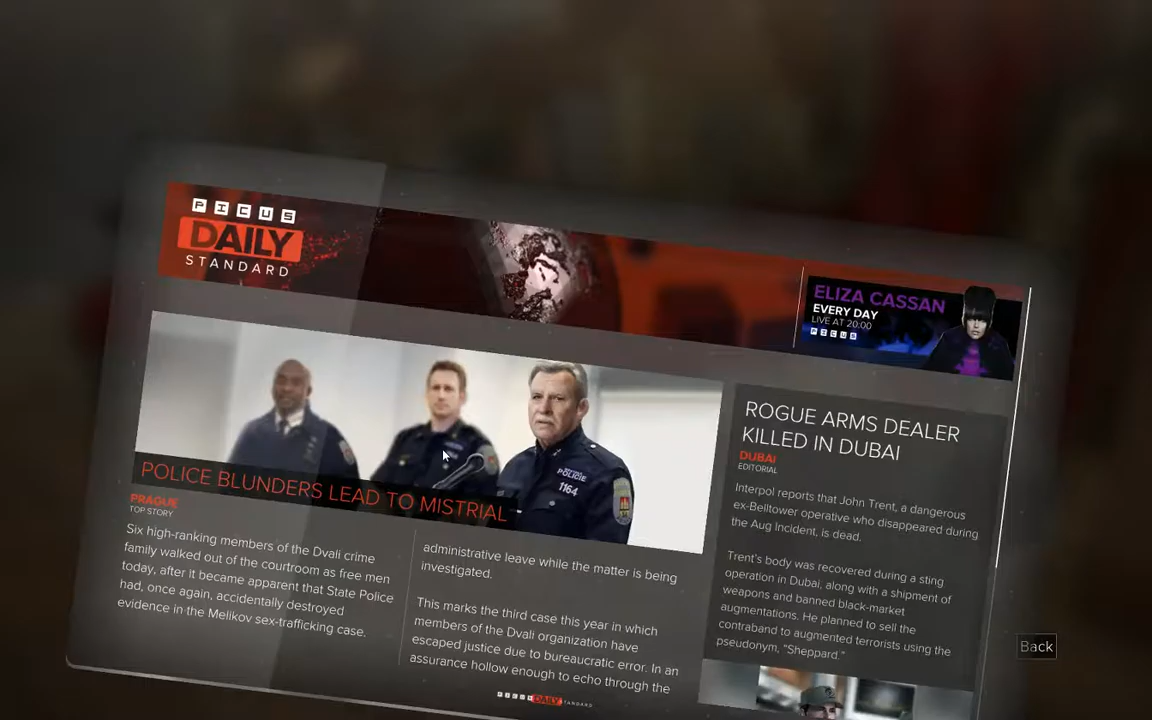 PICUS
DAILY
STANDARD
ELIZA CASSAN
EVERY DAY
LIVE AT 20:00
PICUS
POLICIE
1164
POLICE BLUNDERS LEAD TO MISTRIAL
PRAGUE
TOP STORY
Six high-ranking members of the Dvali crime
family walked out of the courtroom as free men
today, after it became apparent that State Police
had, once again, accidentally destroyed
evidence in the Melikov sex-trafficking case.
administrative leave while the matter is being
investigated.
This marks the third case this year in which
members of the Dvali organization have
escaped justice due to bureaucratic error. In an
assurance hollow enough to echo through the
ROGUE ARMS DEALER
KILLED IN DUBAI
DUBAI
EDITORIAL
Interpol reports that John Trent, a dangerous
ex-Belltower operative who disappeared during
the Aug Incident, is dead.
Trent's body was recovered during a sting
operation in Dubai, along with a shipment of
weapons and banned black-market
augmentations. He planned to sell the
contraband to augmented terrorists using the
pseudonym, "Sheppard."
Back
PICUS DAILY STANDARD